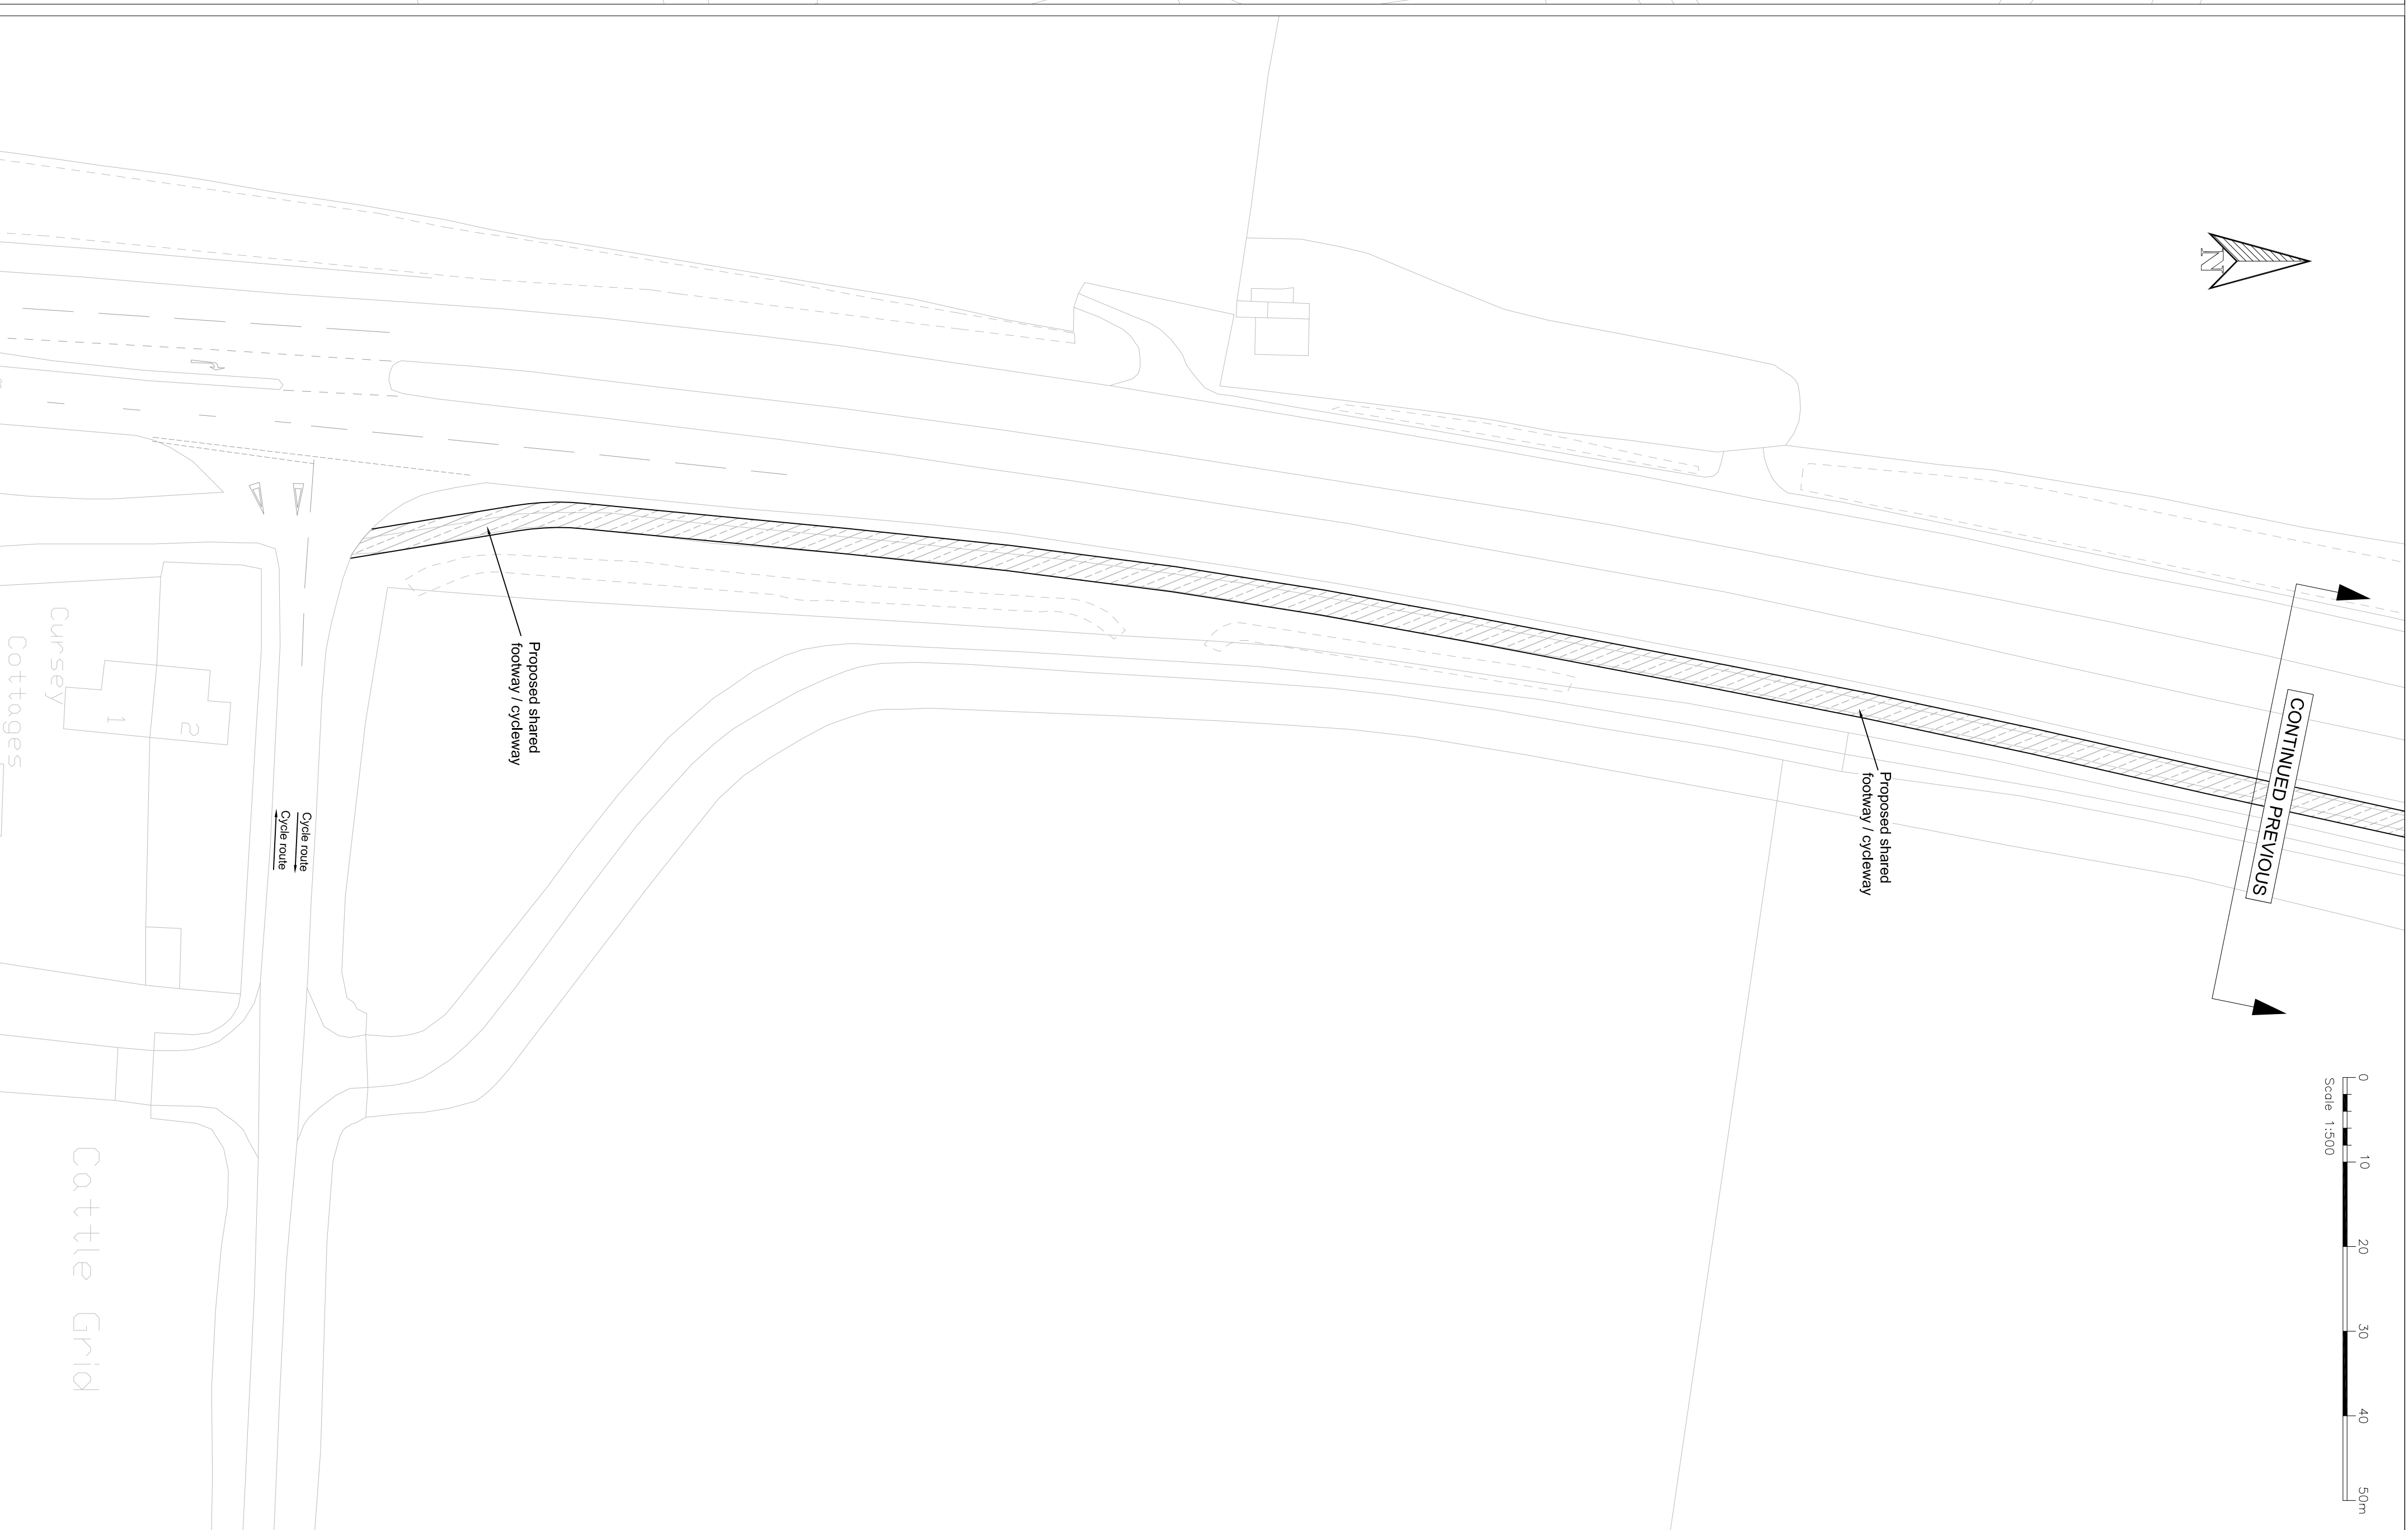 N
CONTINUED PREVIOUS
Proposed shared
footway / cycleway
Proposed shared
footway / cycleway
Cycle route
Cycle route
Cursey
Cottages
1
2
Cattle Grid
0
10
20
30
40
50m
Scale 1:500